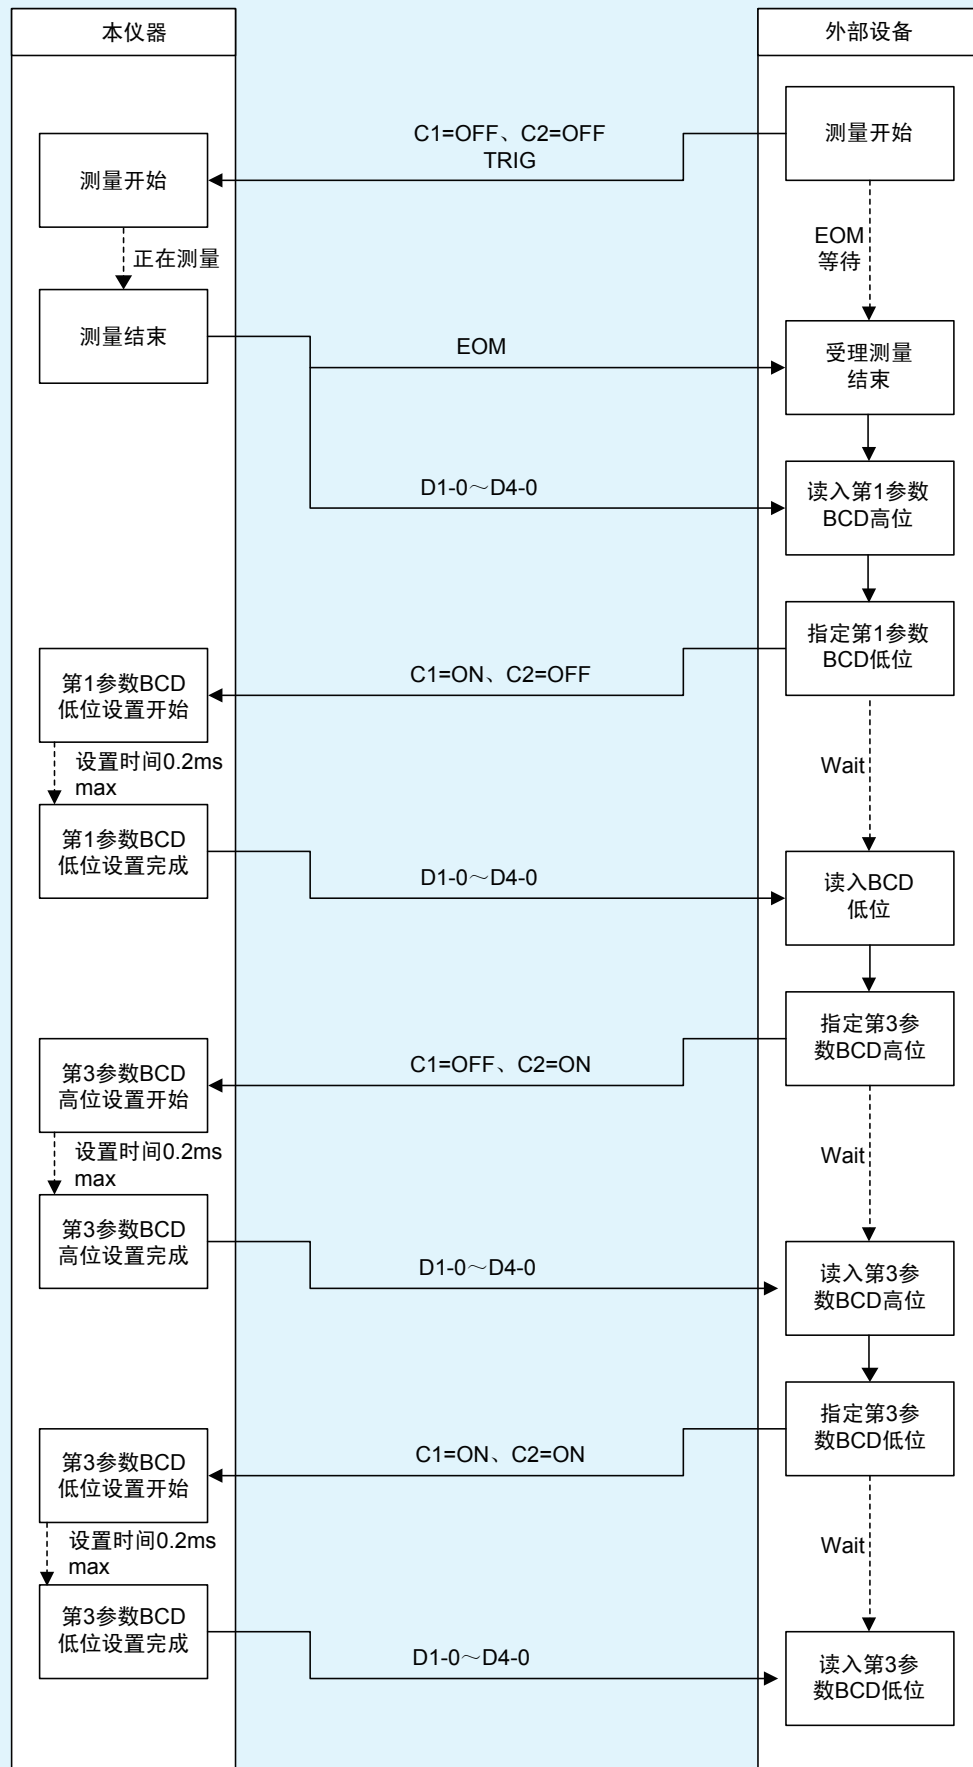 本仪器
外部设备
C1=OFF、C2=OFF
TRIG
测量开始
测量开始
正在测量
EOM
等待
测量结束
EOM
受理测量
结束
D1-0～D4-0
读入第1参数
BCD高位
指定第1参数
BCD低位
C1=ON、C2=OFF
第1参数BCD
低位设置开始
设置时间0.2ms
max
Wait
第1参数BCD
低位设置完成
D1-0～D4-0
读入BCD
低位
指定第3参
数BCD高位
C1=OFF、C2=ON
第3参数BCD
高位设置开始
设置时间0.2ms
max
Wait
第3参数BCD
高位设置完成
D1-0～D4-0
读入第3参
数BCD高位
指定第3参
数BCD低位
C1=ON、C2=ON
第3参数BCD
低位设置开始
设置时间0.2ms
max
Wait
第3参数BCD
低位设置完成
D1-0～D4-0
读入第3参
数BCD低位